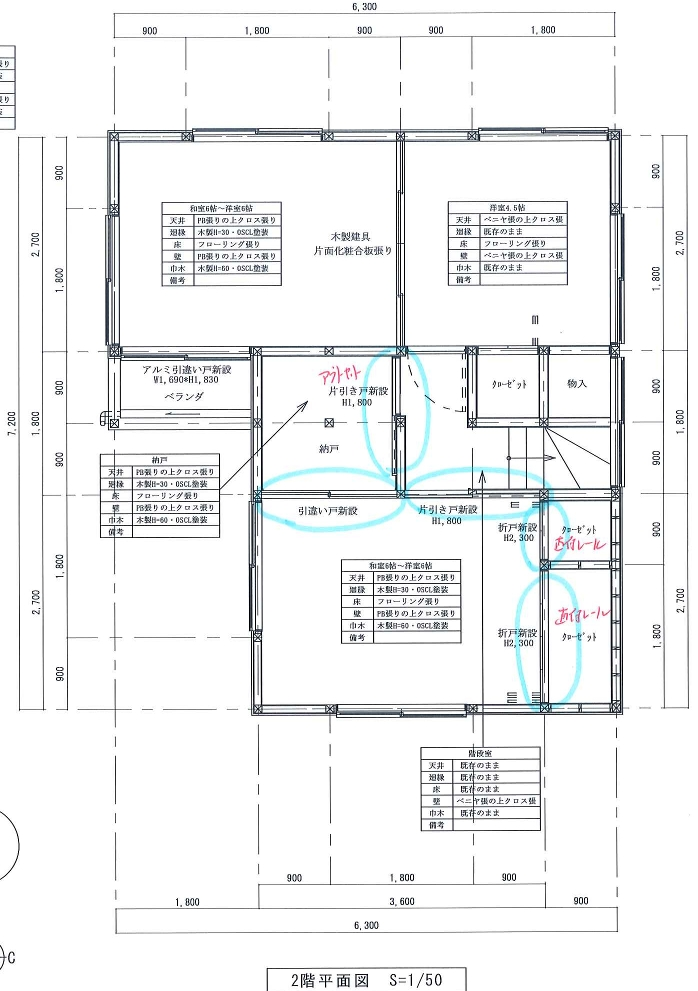 6,300
900
1,800
900
900
1,800
900
2,700
1,800
900
1,800
900
7,200
1,800
2,700
900
900
2,700
1,800
900
1,800
900
900
2,700
1,800
和室6帖～洋室6帖
天井 PB張りの上クロス張り
廻縁 木製H=30・OSCL塗装
床 フローリング張り
壁 PB張りの上クロス張り
巾木 木製H=60・OSCL塗装
備考
木製建具
片面化粧合板張り
洋室4.5帖
天井 ベニヤ張の上クロス張
廻縁 既存のまま
床 フローリング張り
壁 ベニヤ張の上クロス張
巾木 既存のまま
備考
アルミ引違い戸新設
W1,690*H1,830
ベランダ
アウトセット
片引き戸新設
H1,800
納戸
クローゼット
物入
納戸
天井 PB張りの上クロス張り
廻縁 木製H=30・OSCL塗装
床 フローリング張り
壁 PB張りの上クロス張り
巾木 木製H=60・OSCL塗装
備考
引違い戸新設
片引き戸新設
H1,800
折戸新設
H2,300
クローゼット
直付レール
和室6帖～洋室6帖
天井 PB張りの上クロス張り
廻縁 木製H=30・OSCL塗装
床 フローリング張り
壁 PB張りの上クロス張り
巾木 木製H=60・OSCL塗装
備考
直付レール
折戸新設
H2,300
クローゼット
階段室
天井 既存のまま
廻縁 既存のまま
床 既存のまま
壁 ベニヤ張の上クロス張
巾木 既存のまま
備考
900
1,800
900
1,800
3,600
900
6,300
C
2階平面図 S=1/50